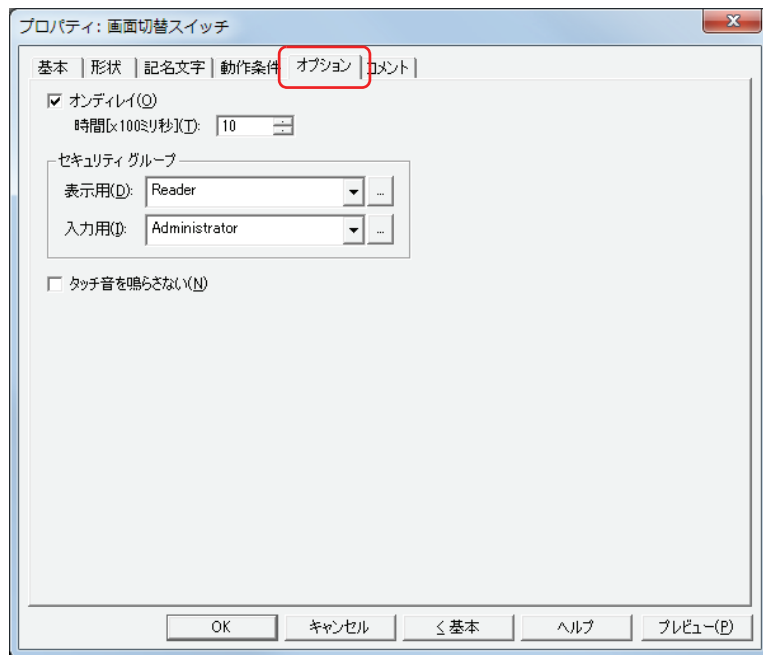 プロパティ: 画面切替スイッチ
基本 形状 記名文字 動作条件 オプション コメント
オンディレイ(O)
時間[x100ミリ秒](T): 10
セキュリティ グループ
表示用(D): Reader ...
入力用(I): Administrator ...
タッチ音を鳴らさない(N)
OK キャンセル < 基本 ヘルプ プレビュー(P)